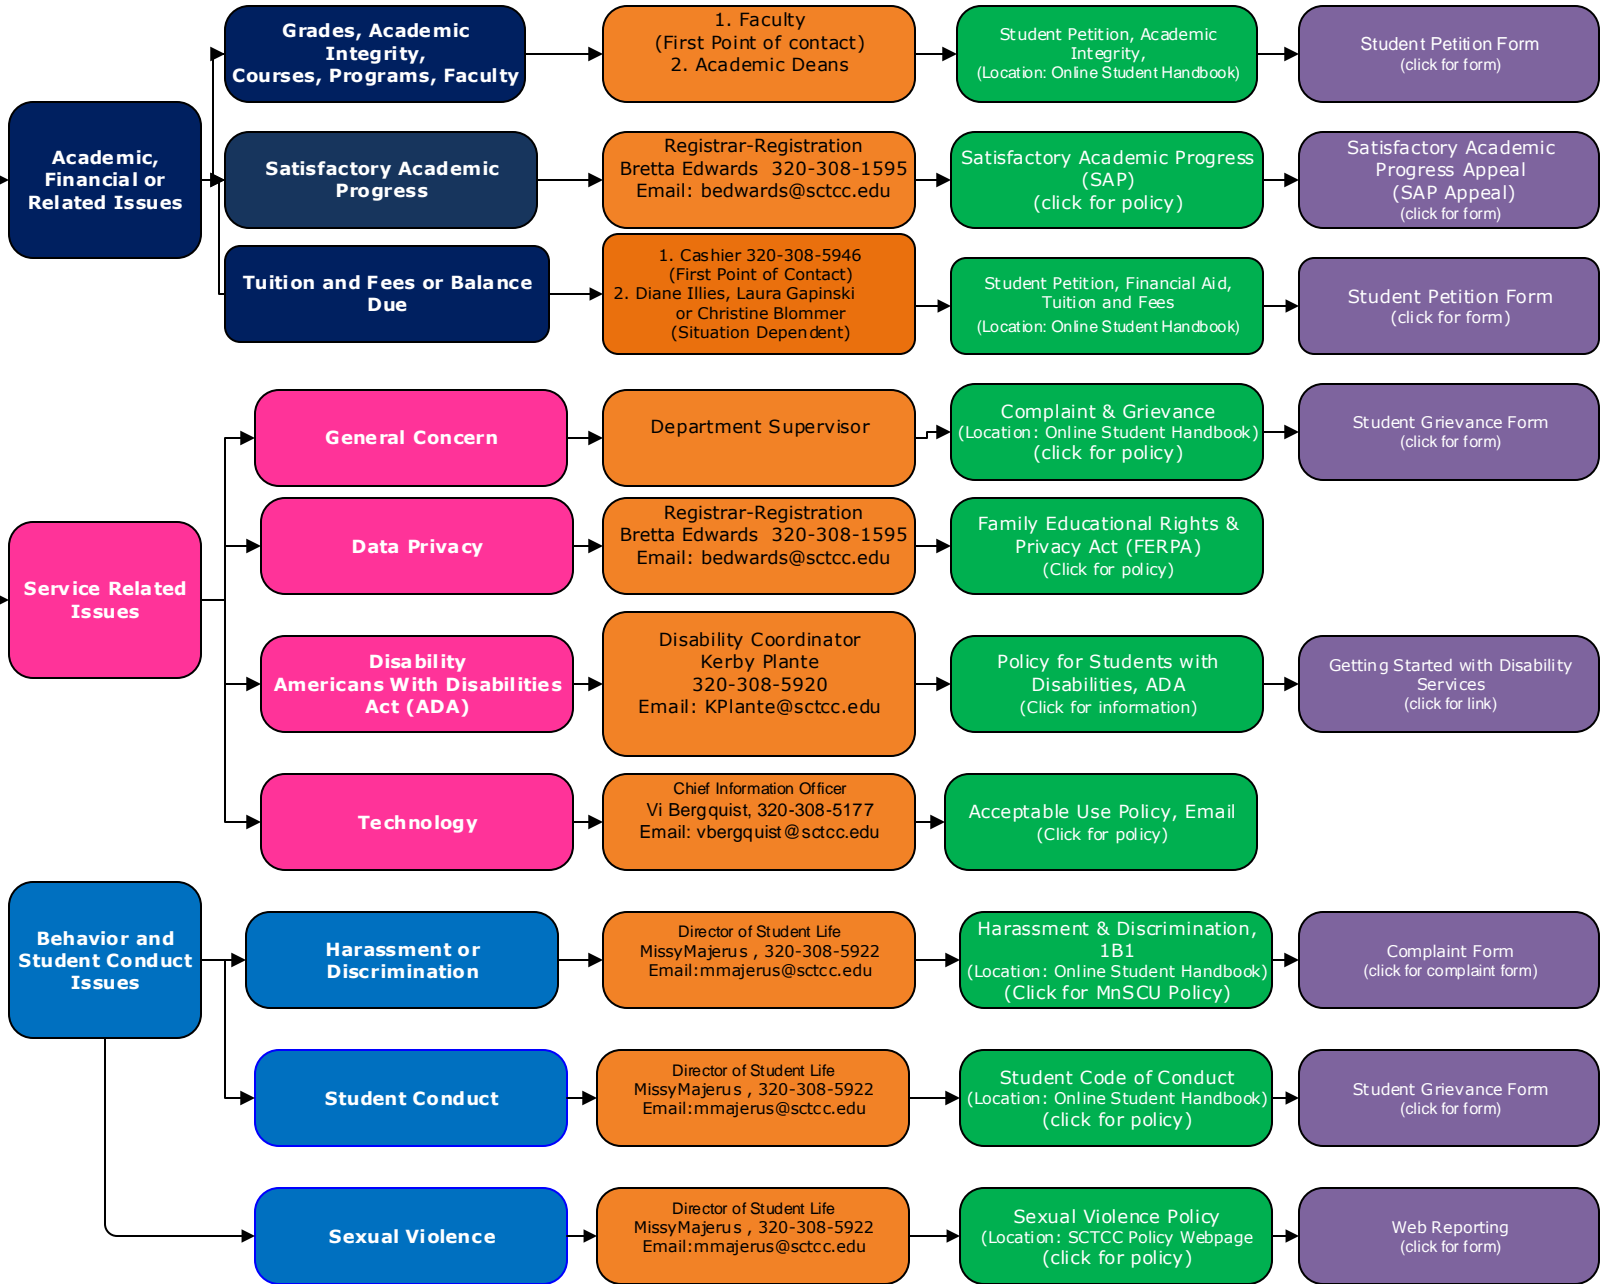 Academic,
Financial or
Related Issues
Grades, Academic
Integrity,
Courses, Programs, Faculty
1. Faculty
(First Point of contact)
2. Academic Deans
Student Petition, Academic
Integrity,
(Location: Online Student Handbook)
Student Petition Form
(click for form)
Satisfactory Academic
Progress
Registrar-Registration
Bretta Edwards 320-308-1595
Email: bedwards@sctcc.edu
Satisfactory Academic Progress
(SAP)
(click for policy)
Satisfactory Academic
Progress Appeal
(SAP Appeal)
(click for form)
Tuition and Fees or Balance
Due
1. Cashier 320-308-5946
(First Point of Contact)
2. Diane Illies, Laura Gapinski
or Christine Blommer
(Situation Dependent)
Student Petition, Financial Aid,
Tuition and Fees
(Location: Online Student Handbook)
Student Petition Form
(click for form)
Service Related
Issues
General Concern
Department Supervisor
Complaint & Grievance
(Location: Online Student Handbook)
(click for policy)
Student Grievance Form
(click for form)
Data Privacy
Registrar-Registration
Bretta Edwards 320-308-1595
Email: bedwards@sctcc.edu
Family Educational Rights &
Privacy Act (FERPA)
(Click for policy)
Disability
Americans With Disabilities
Act (ADA)
Disability Coordinator
Kerby Plante
320-308-5920
Email: KPlante@sctcc.edu
Policy for Students with
Disabilities, ADA
(Click for information)
Getting Started with Disability
Services
(click for link)
Technology
Chief Information Officer
Vi Bergquist, 320-308-5177
Email: vbergquist@sctcc.edu
Acceptable Use Policy, Email
(Click for policy)
Behavior and
Student Conduct
Issues
Harassment or
Discrimination
Director of Student Life
MissyMajerus , 320-308-5922
Email:mmajerus@sctcc.edu
Harassment & Discrimination,
1B1
(Location: Online Student Handbook)
(Click for MnSCU Policy)
Complaint Form
(click for complaint form)
Student Conduct
Director of Student Life
MissyMajerus , 320-308-5922
Email:mmajerus@sctcc.edu
Student Code of Conduct
(Location: Online Student Handbook)
(click for policy)
Student Grievance Form
(click for form)
Sexual Violence
Director of Student Life
MissyMajerus , 320-308-5922
Email:mmajerus@sctcc.edu
Sexual Violence Policy
(Location: SCTCC Policy Webpage
(click for policy)
Web Reporting
(click for form)